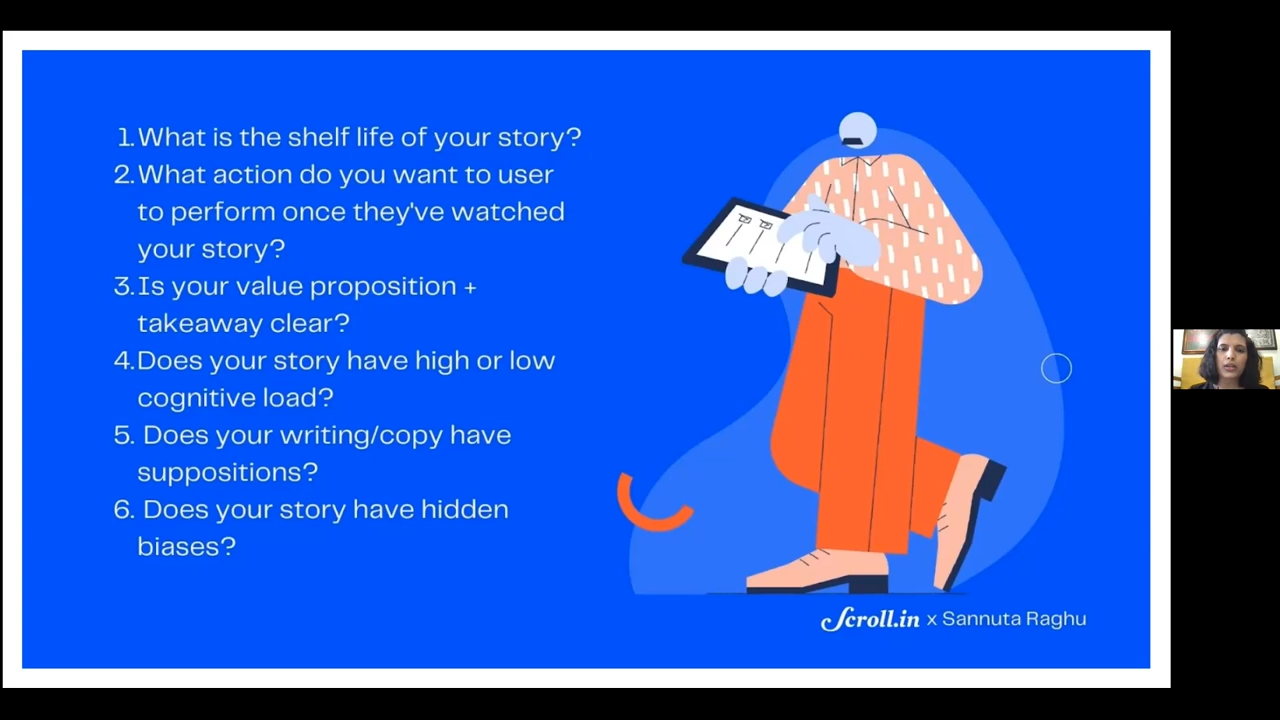 1. What is the shelf life of your story?
2. What action do you want to user
to perform once they've watched
your story?
3. Is your value proposition +
takeaway clear?
4. Does your story have high or low
cognitive load?
5. Does your writing/copy have
suppositions?
6. Does your story have hidden
biases?
Scroll.in x Sannuta Raghu